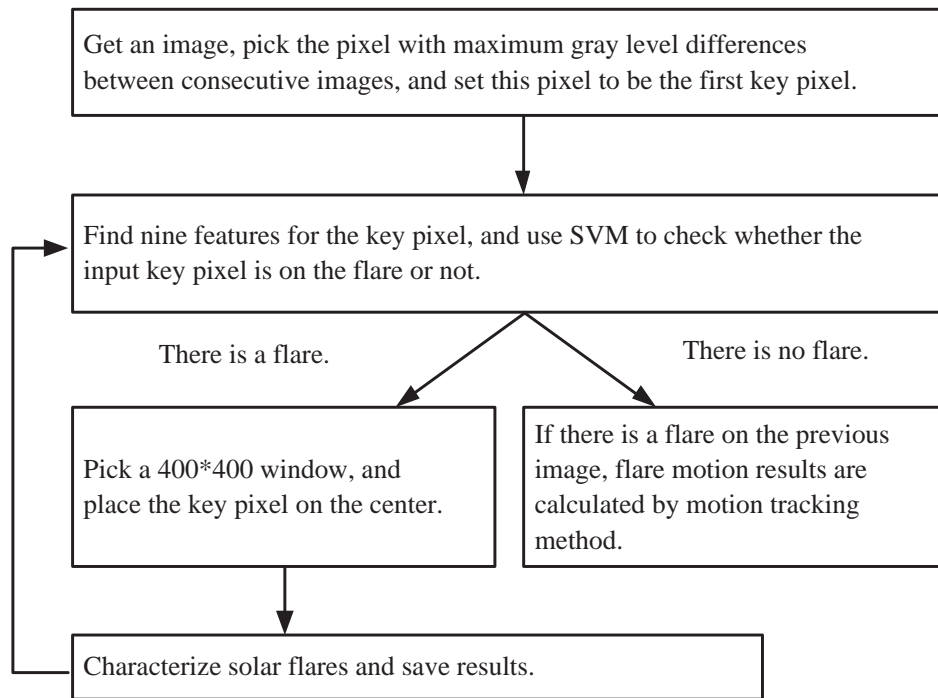 Get an image, pick the pixel with maximum gray level differences
between consecutive images, and set this pixel to be the first key pixel.
Find nine features for the key pixel, and use SVM to check whether the
input key pixel is on the flare or not.
There is a flare.
There is no flare.
Pick a 400*400 window, and
place the key pixel on the center.
If there is a flare on the previous
image, flare motion results are
calculated by motion tracking
method.
Characterize solar flares and save results.